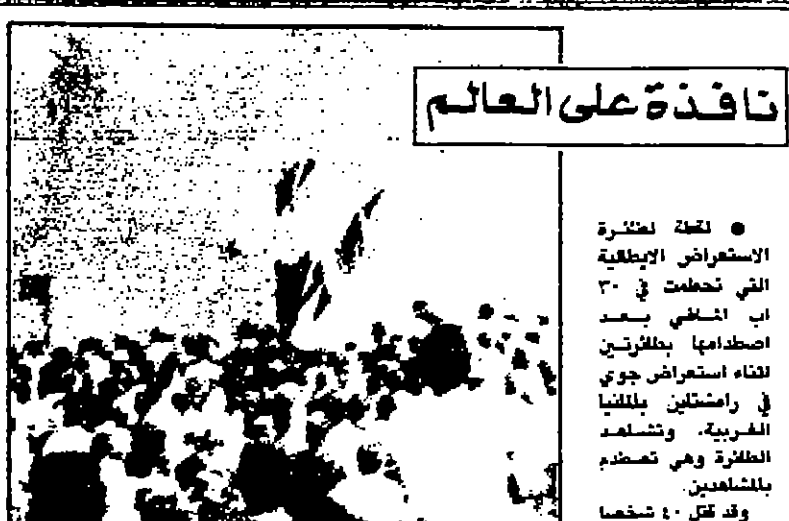 نافذة على العالم
● لقطة لطائرة
الاستعراض الايطالية
التي تحطمت في ٣٠
اب الماضي بعد
اصطدامها بطائرتين
اثناء استعراض جوي
في رامشتاين بالمانيا
الغربية. وتشاهد
الطائرة وهي تصطدم
بالمشاهدين.
وقد قتل ٤٠ شخصا